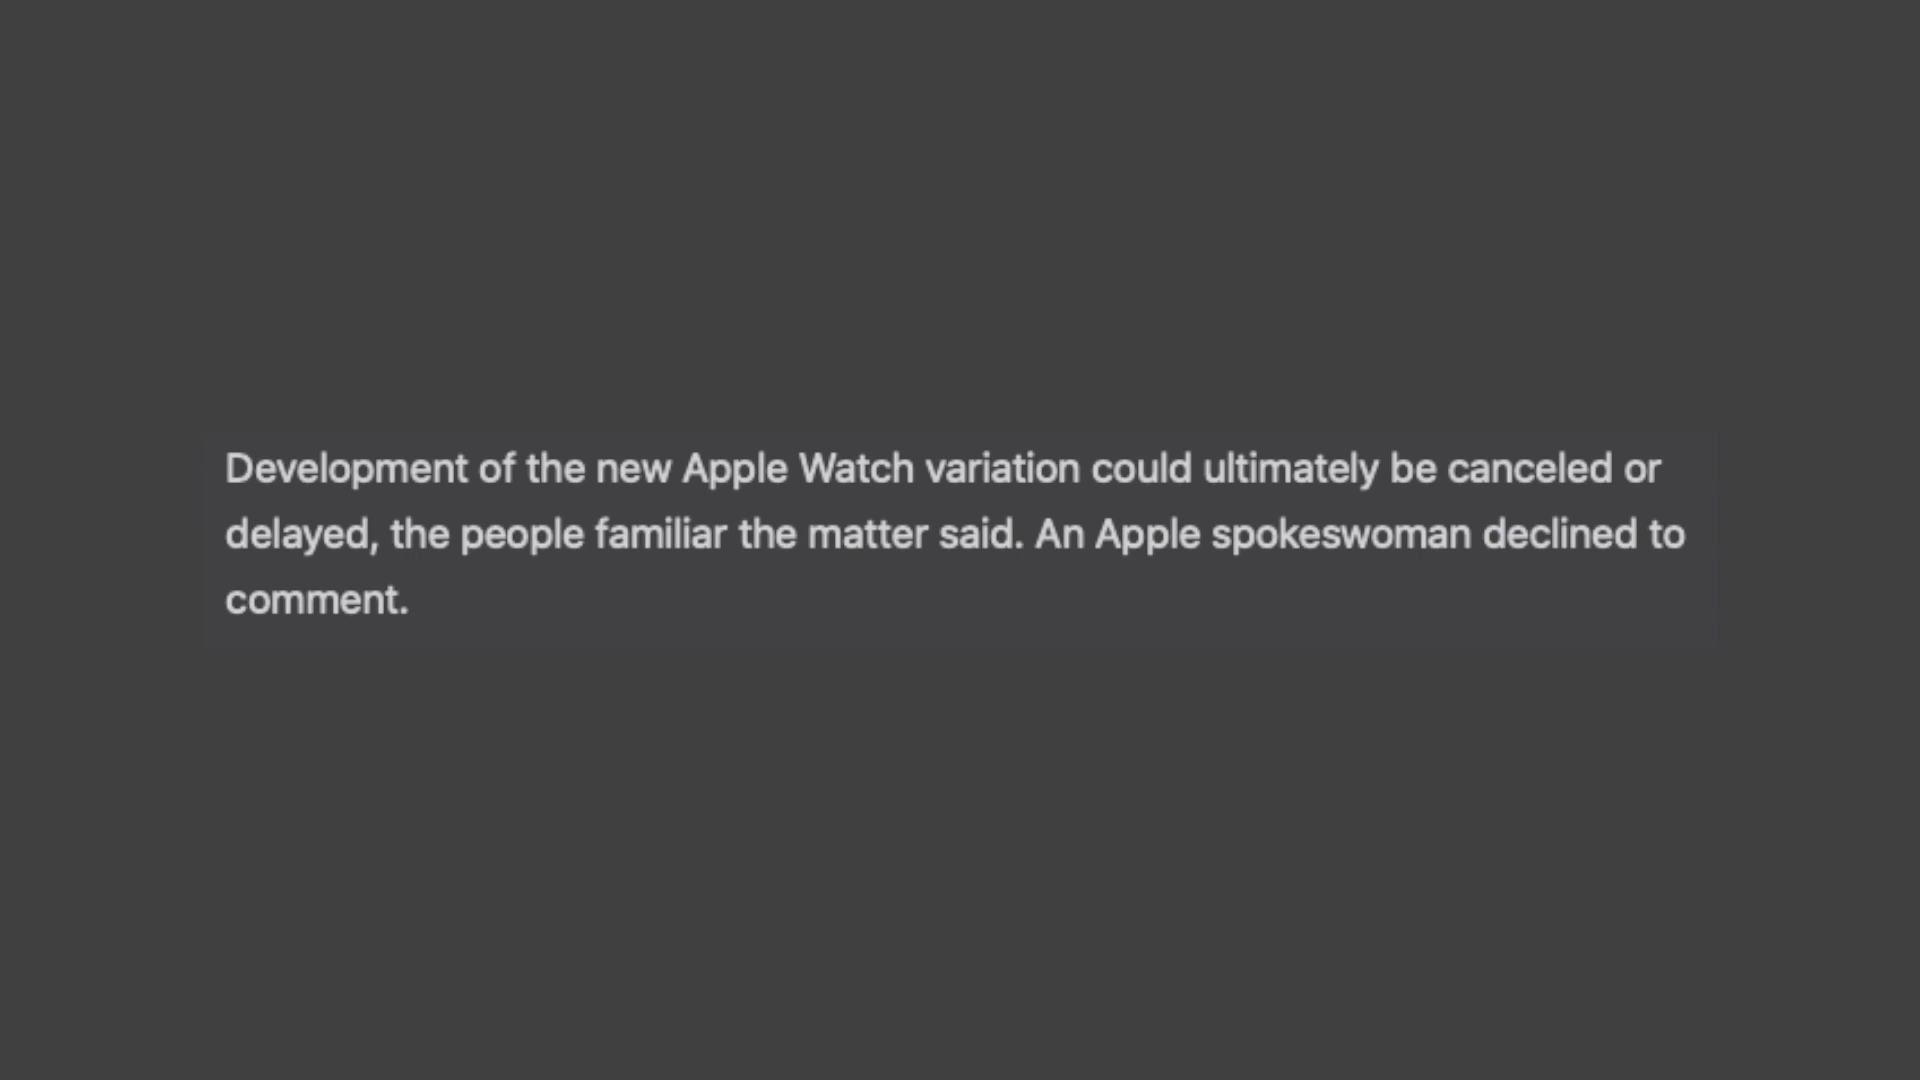 Development of the new Apple Watch variation could ultimately be canceled or
delayed, the people familiar the matter said. An Apple spokeswoman declined to
comment.